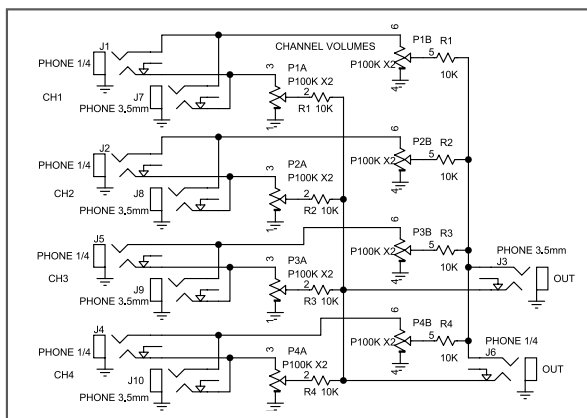 J1
PHONE 1/4
CH1
J7
PHONE 3.5mm
CHANNEL VOLUMES
3
P1A
P100K X2
2
R1 10K
1
6
P1B
P100K X2
5
4
R1
10K
J2
PHONE 1/4
CH2
J8
PHONE 3.5mm
3
P2A
P100K X2
2
R2 10K
1
6
P2B
P100K X2
5
4
R2
10K
J5
PHONE 1/4
CH3
J9
PHONE 3.5mm
3
P3A
P100K X2
2
R3 10K
1
6
P3B
P100K X2
5
4
R3
10K
PHONE 3.5mm
J3
OUT
J4
PHONE 1/4
CH4
J10
PHONE 3.5mm
3
P4A
P100K X2
2
R4 10K
1
6
P4B
P100K X2
5
4
R4
10K
PHONE 1/4
J6
OUT